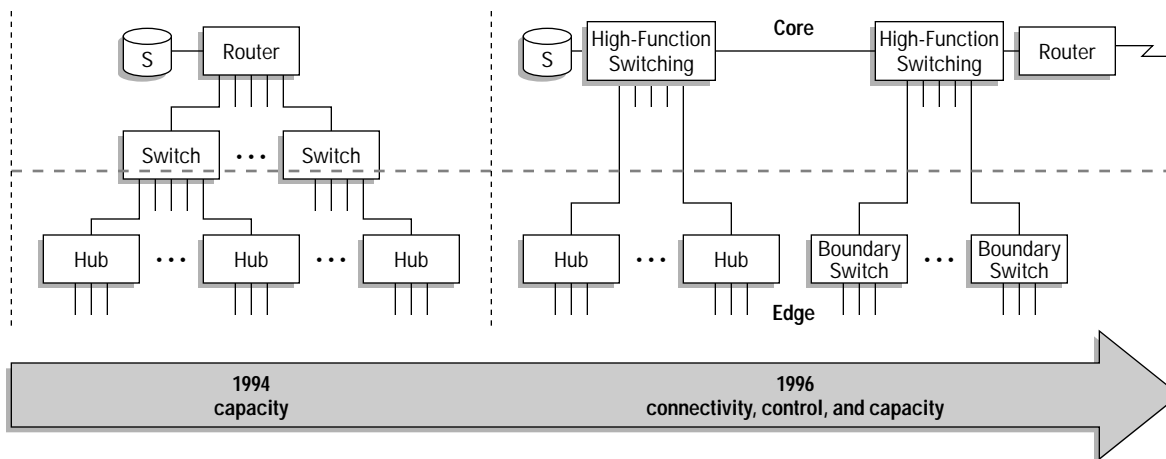 S
Router
Switch
• • •
Switch
Hub
• • •
Hub
• • •
Hub
S
High-Function
Switching
Core
High-Function
Switching
Router
Hub
• • •
Hub
Boundary
Switch
• • •
Boundary
Switch
Edge
1994
capacity
1996
connectivity, control, and capacity